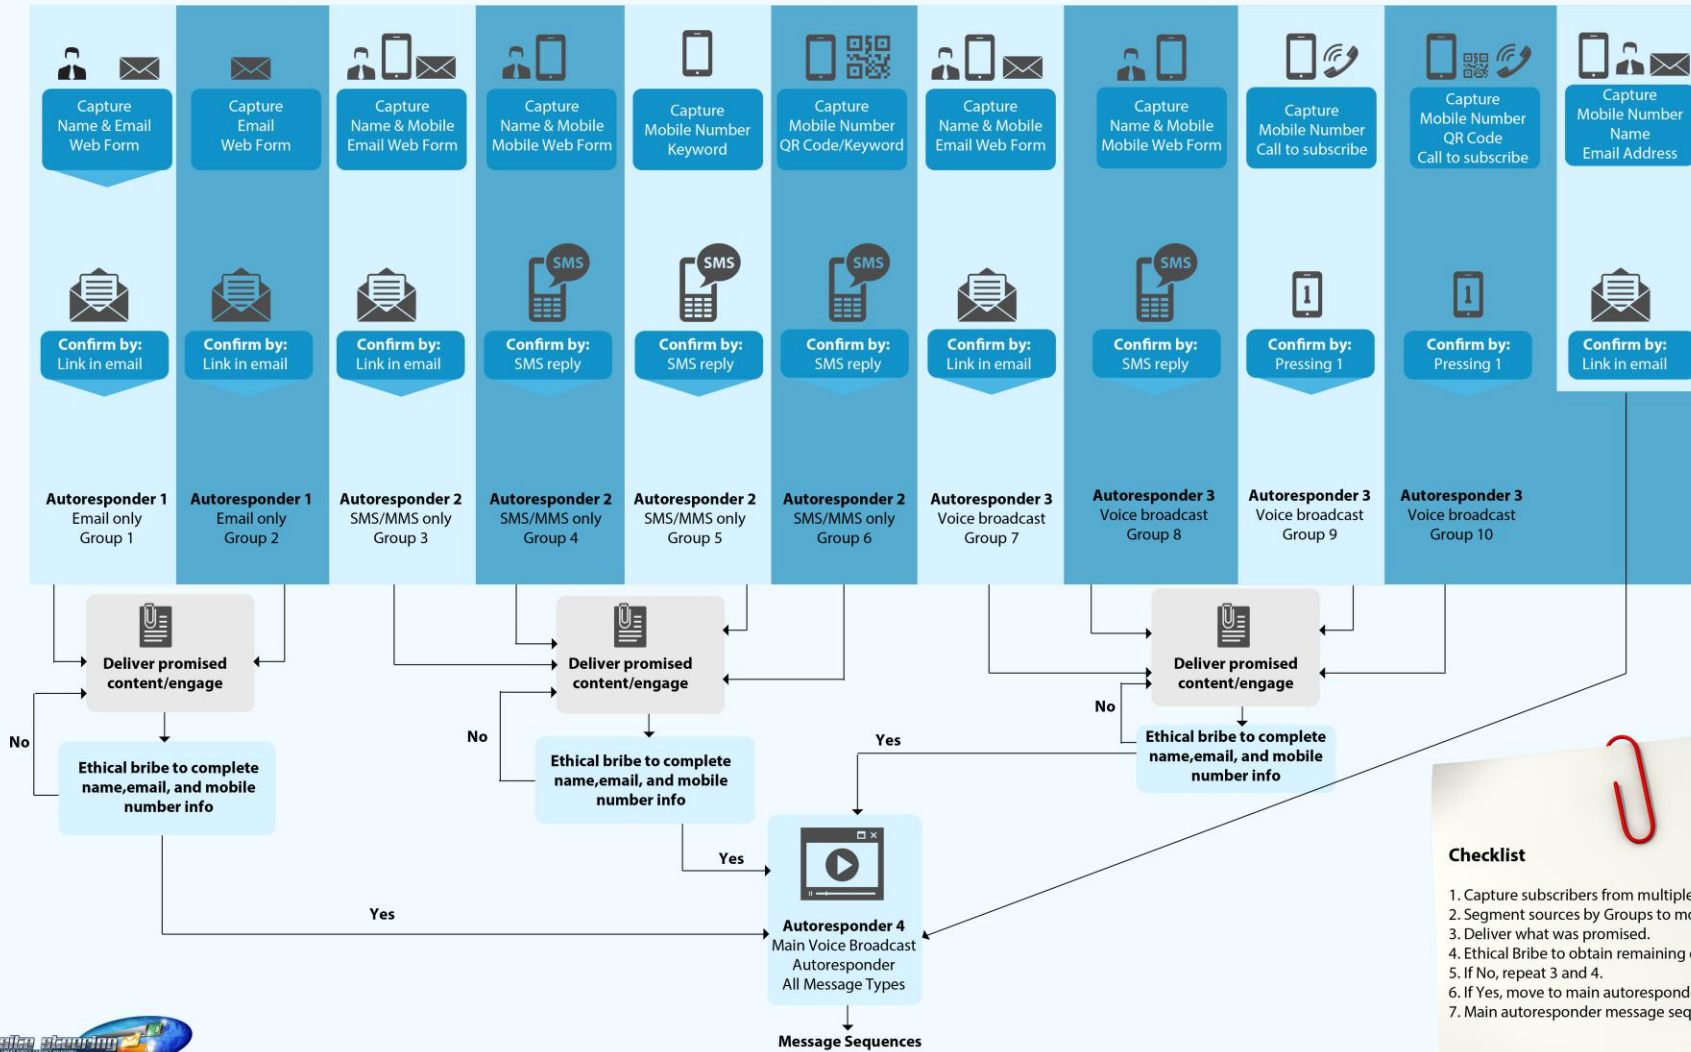 Capture
Name & Email
Web Form
Capture
Email
Web Form
Capture
Name & Mobile
Email Web Form
Capture
Name & Mobile
Mobile Web Form
Capture
Mobile Number
Keyword
Capture
Mobile Number
QR Code/Keyword
Capture
Name & Mobile
Email Web Form
Capture
Name & Mobile
Mobile Web Form
Capture
Mobile Number
Call to subscribe
Capture
Mobile Number
QR Code
Call to subscribe
Capture
Mobile Number
Name
Email Address
SMS
SMS
SMS
SMS
1
1
Confirm by:
Link in email
Confirm by:
Link in email
Confirm by:
Link in email
Confirm by:
SMS reply
Confirm by:
SMS reply
Confirm by:
SMS reply
Confirm by:
Link in email
Confirm by:
SMS reply
Confirm by:
Pressing 1
Confirm by:
Pressing 1
Confirm by:
Link in email
Autoresponder 1
Email only
Group 1
Autoresponder 1
Email only
Group 2
Autoresponder 2
SMS/MMS only
Group 3
Autoresponder 2
SMS/MMS only
Group 4
Autoresponder 2
SMS/MMS only
Group 5
Autoresponder 2
SMS/MMS only
Group 6
Autoresponder 3
Voice broadcast
Group 7
Autoresponder 3
Voice broadcast
Group 8
Autoresponder 3
Voice broadcast
Group 9
Autoresponder 3
Voice broadcast
Group 10
Deliver promised
content/engage
Deliver promised
content/engage
Deliver promised
content/engage
No
No
No
Ethical bribe to complete
name,email, and mobile
number info
Ethical bribe to complete
name,email, and mobile
number info
Ethical bribe to complete
name,email, and mobile
number info
Yes
Yes
Yes
Autoresponder 4
Main Voice Broadcast
Autoresponder
All Message Types
Message Sequences
Checklist
1. Capture subscribers from multiple
2. Segment sources by Groups to
3. Deliver what was promised.
4. Ethical Bribe to obtain remaining
5. If No, repeat 3 and 4.
6. If Yes, move to main
7. Main autoresponder message
steering